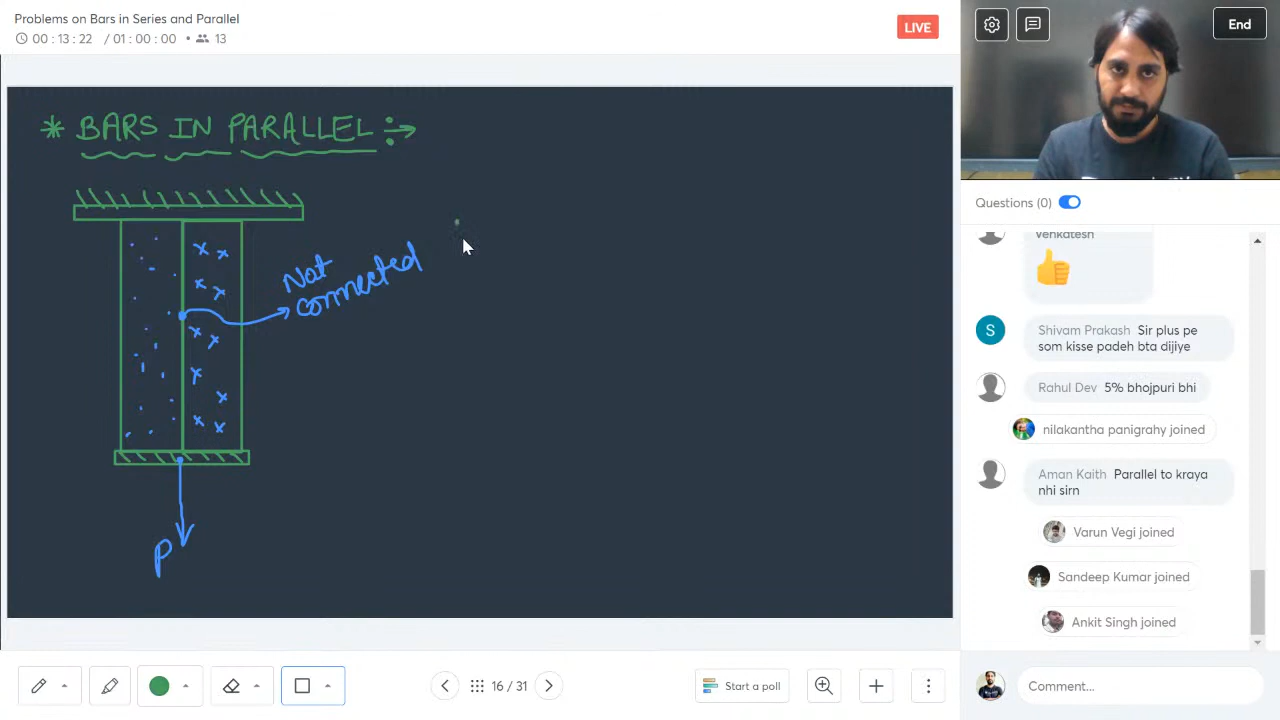 Problems on Bars in Series and Parallel
00 : 13 : 22 / 01 : 00 : 00 • 13
LIVE
End
* BARS IN PARALLEL :→
Not
connected
P
Questions (0)
Venkatesh
Shivam Prakash Sir plus pe
som kisse padeh bta dijiye
Rahul Dev 5% bhojpuri bhi
nilakantha panigrahy joined
Aman Kaith Parallel to kraya
nhi sirn
Varun Vegi joined
Sandeep Kumar joined
Ankit Singh joined
16 / 31
Start a poll
Comment...
S